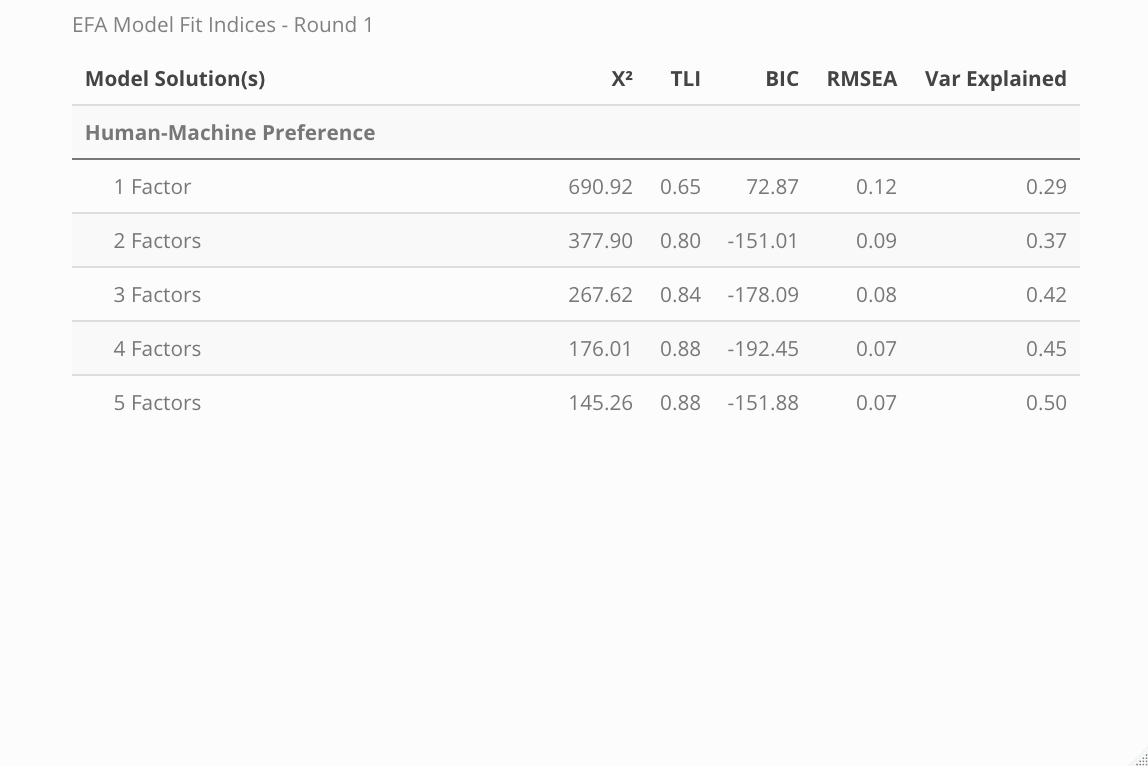 EFA Model Fit Indices - Round 1
Model Solution(s) X² TLI BIC RMSEA Var Explained
Human-Machine Preference
1 Factor 690.92 0.65 72.87 0.12 0.29
2 Factors 377.90 0.80 -151.01 0.09 0.37
3 Factors 267.62 0.84 -178.09 0.08 0.42
4 Factors 176.01 0.88 -192.45 0.07 0.45
5 Factors 145.26 0.88 -151.88 0.07 0.50